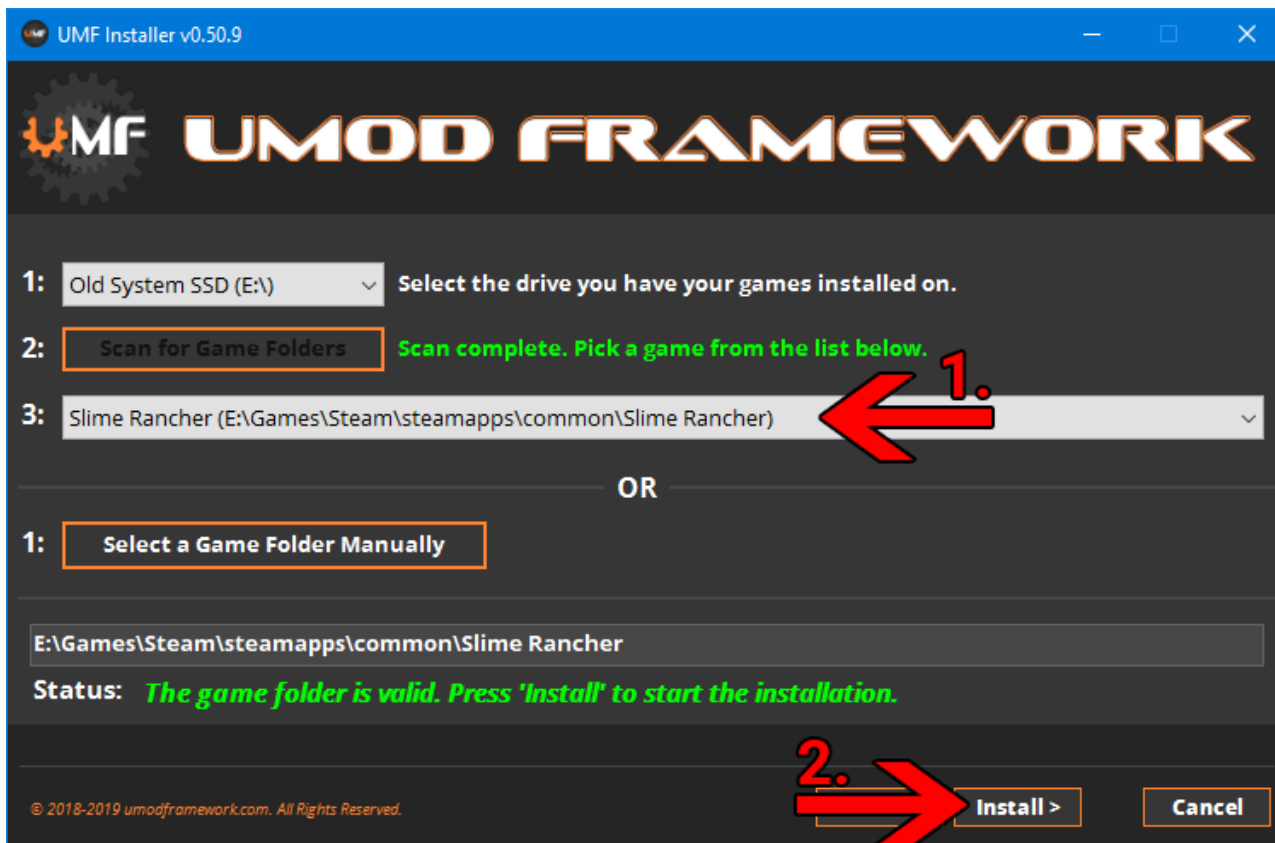 UMF Installer v0.50.9
UMF UMOD FRAMEWORK
1: Old System SSD (E:\) Select the drive you have your games installed on.
2: Scan for Game Folders Scan complete. Pick a game from the list below.
1.
3: Slime Rancher (E:\Games\Steam\steamapps\common\Slime Rancher)
OR
1: Select a Game Folder Manually
E:\Games\Steam\steamapps\common\Slime Rancher
Status: The game folder is valid. Press 'Install' to start the installation.
2.
© 2018-2019 umodframework.com. All Rights Reserved. Install > Cancel